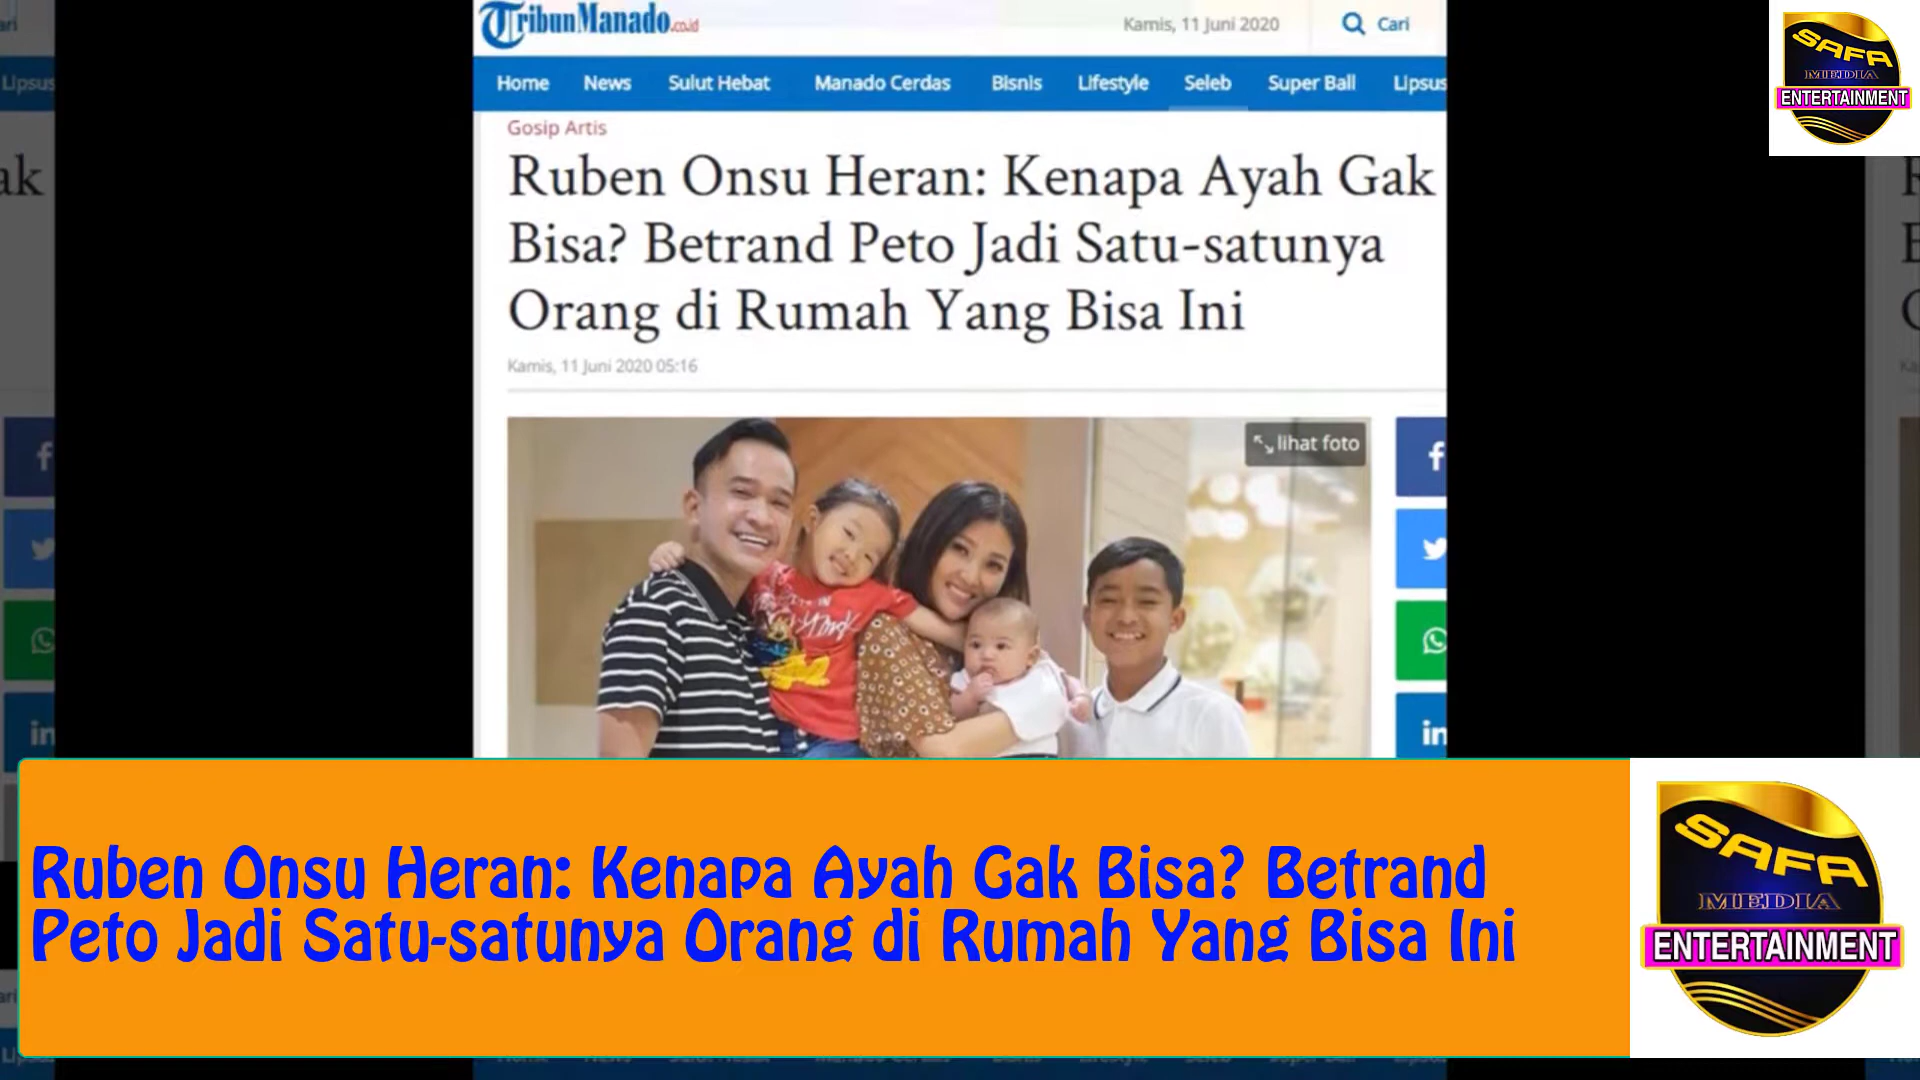 TribunManado.co.id
Kamis, 11 Juni 2020
Cari
Home News Sulut Hebat Manado Cerdas Bisnis Lifestyle Seleb Super Ball Lipsus
Gosip Artis
Ruben Onsu Heran: Kenapa Ayah Gak
Bisa? Betrand Peto Jadi Satu-satunya
Orang di Rumah Yang Bisa Ini
Kamis, 11 Juni 2020 05:16
lihat foto
SAFA
MEDIA
ENTERTAINMENT
Lipsus
ak
Ruben Onsu Heran: Kenapa Ayah Gak Bisa? Betrand
Peto Jadi Satu-satunya Orang di Rumah Yang Bisa Ini
SAFA
MEDIA
ENTERTAINMENT